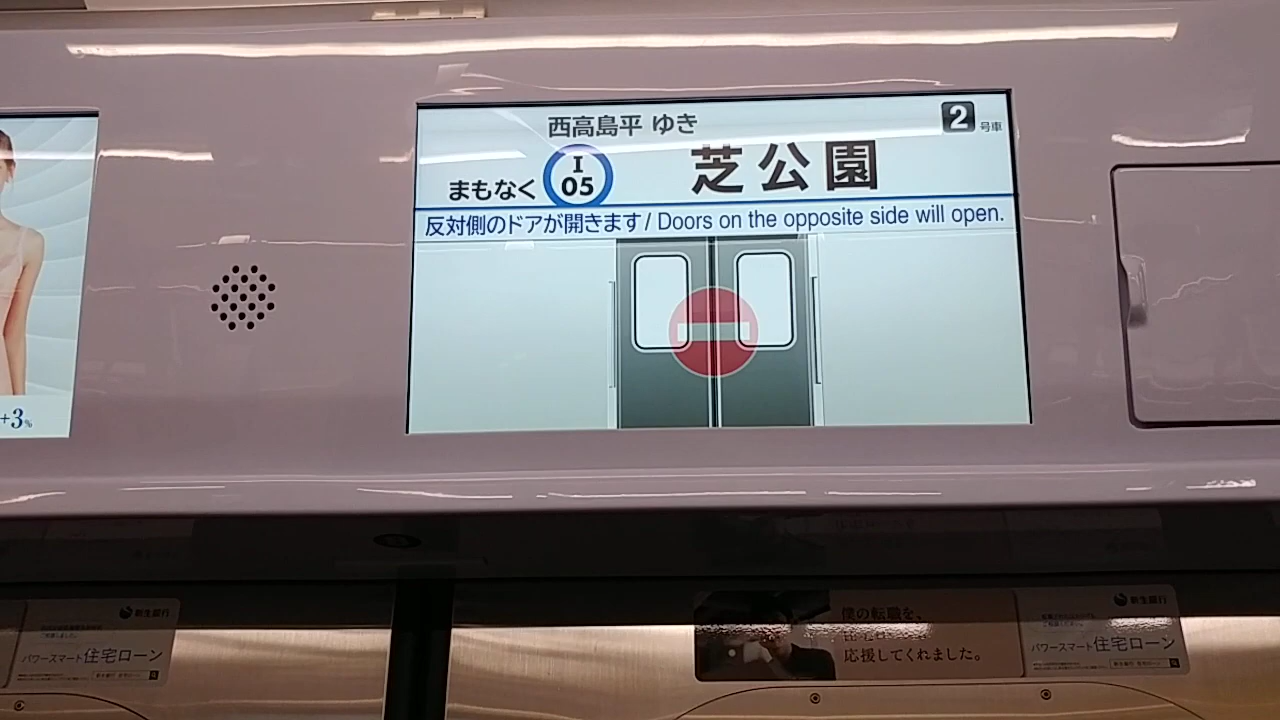 西高島平 ゆき
2 号車
まもなく
I
05
芝公園
反対側のドアが開きます / Doors on the opposite side will open.
+3%
新生銀行
パワースマート住宅ローン
僕の転職を、
応援してくれました。
新生銀行
パワースマート住宅ローン